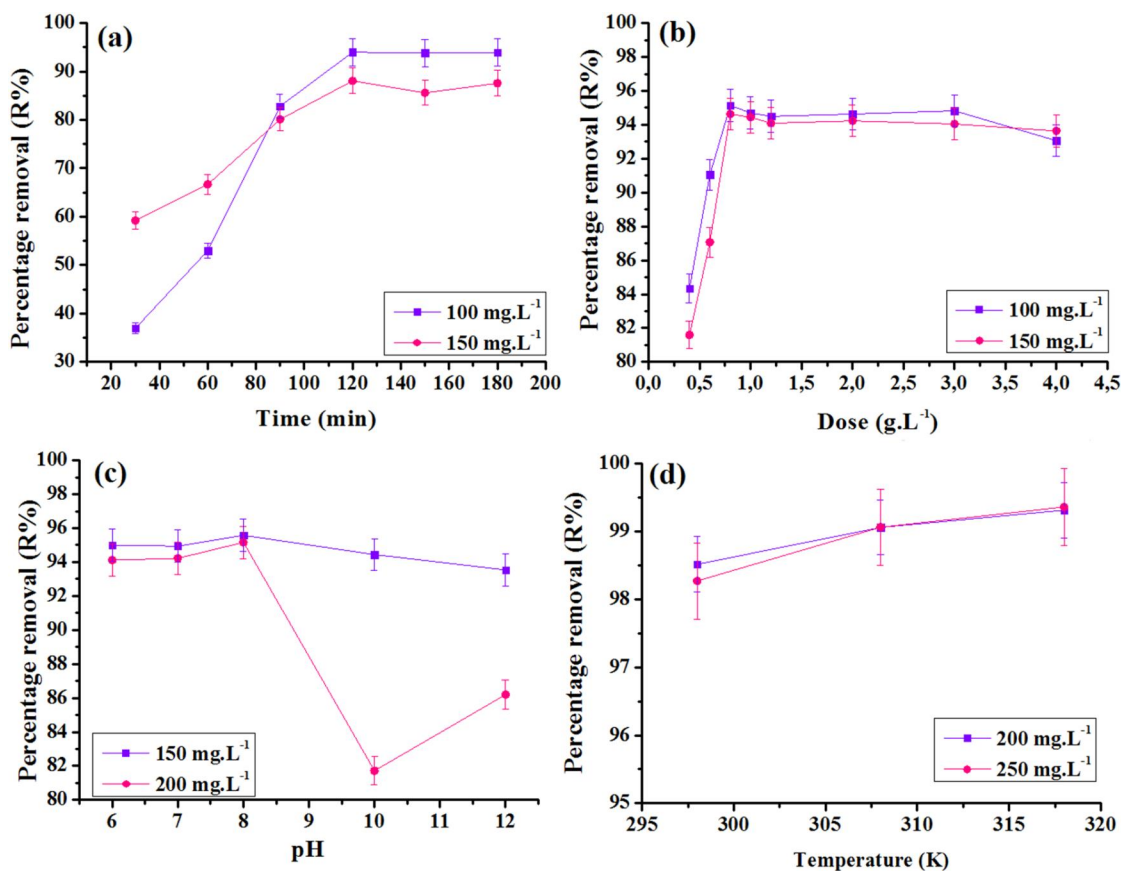 (a)
Percentage removal (R%)
100
90
80
70
60
50
40
30
20 40 60 80 100 120 140 160 180 200
Time (min)
100 mg.L⁻¹
150 mg.L⁻¹
(b)
Percentage removal (R%)
100
98
96
94
92
90
88
86
84
82
80
0,0 0,5 1,0 1,5 2,0 2,5 3,0 3,5 4,0 4,5
Dose (g.L⁻¹)
100 mg.L⁻¹
150 mg.L⁻¹
(c)
Percentage removal (R%)
100
98
96
94
92
90
88
86
84
82
80
6 7 8 9 10 11 12
pH
150 mg.L⁻¹
200 mg.L⁻¹
(d)
Percentage removal (R%)
100
99
98
97
96
95
295 300 305 310 315 320
Temperature (K)
200 mg.L⁻¹
250 mg.L⁻¹